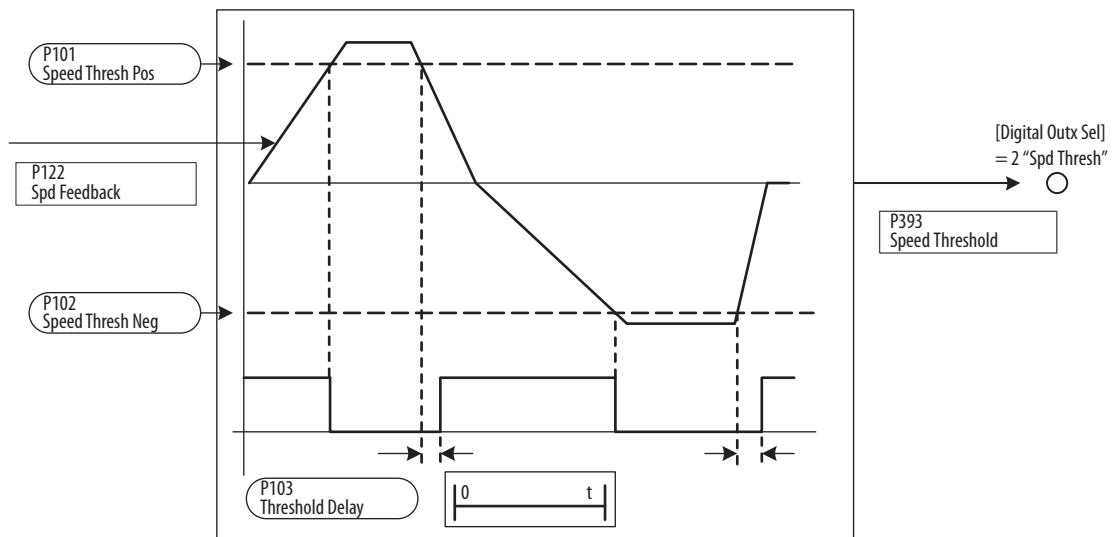 P101
Speed Thresh Pos
P122
Spd Feedback
[Digital Outx Sel]
= 2 “Spd Thresh”
P393
Speed Threshold
P102
Speed Thresh Neg
P103
Threshold Delay
0 t